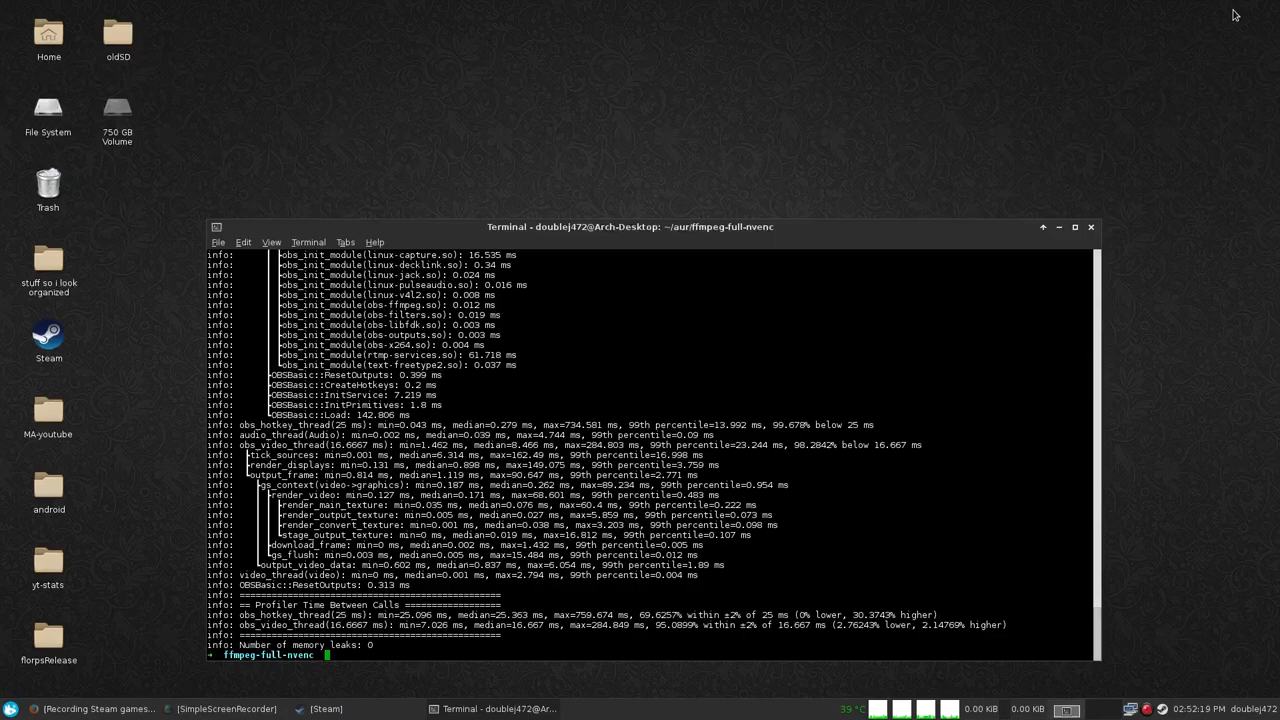 Home
oldSD
File System
750 GB
Volume
Trash
stuff so i look
organized
Steam
MA-youtube
android
yt-stats
florpsRelease
Terminal - doublej472@Arch-Desktop: ~/aur/ffmpeg-full-nvenc
File Edit View Terminal Tabs Help
info: obs_init_module(linux-capture.so): 16.535 ms
info: obs_init_module(linux-decklink.so): 0.34 ms
info: obs_init_module(linux-jack.so): 0.024 ms
info: obs_init_module(linux-pulseaudio.so): 0.016 ms
info: obs_init_module(linux-v4l2.so): 0.008 ms
info: obs_init_module(obs-ffmpeg.so): 0.012 ms
info: obs_init_module(obs-filters.so): 0.019 ms
info: obs_init_module(obs-libfdk.so): 0.003 ms
info: obs_init_module(obs-outputs.so): 0.003 ms
info: obs_init_module(obs-x264.so): 0.004 ms
info: obs_init_module(rtmp-services.so): 61.718 ms
info: obs_init_module(text-freetype2.so): 0.037 ms
info: OBSBasic::ResetOutputs: 0.399 ms
info: OBSBasic::CreateHotkeys: 0.2 ms
info: OBSBasic::InitService: 7.219 ms
info: OBSBasic::InitPrimitives: 1.8 ms
info: OBSBasic::Load: 142.806 ms
info: obs_hotkey_thread(25 ms): min=0.043 ms, median=0.279 ms, max=734.581 ms, 99th percentile=13.992 ms, 99.678% below 25 ms
info: audio_thread(Audio): min=0.002 ms, median=0.039 ms, max=4.744 ms, 99th percentile=0.09 ms
info: obs_video_thread(16.6667 ms): min=1.462 ms, median=8.466 ms, max=284.803 ms, 99th percentile=23.244 ms, 98.2842% below 16.667 ms
info: tick_sources: min=0.001 ms, median=6.314 ms, max=162.49 ms, 99th percentile=16.998 ms
info: render_displays: min=0.131 ms, median=0.898 ms, max=149.075 ms, 99th percentile=3.759 ms
info: output_frame: min=0.814 ms, median=1.119 ms, max=90.647 ms, 99th percentile=2.771 ms
info: gs_context(video->graphics): min=0.187 ms, median=0.262 ms, max=89.234 ms, 99th percentile=0.954 ms
info: render_video: min=0.127 ms, median=0.171 ms, max=68.601 ms, 99th percentile=0.483 ms
info: render_main_texture: min=0.035 ms, median=0.076 ms, max=60.4 ms, 99th percentile=0.222 ms
info: render_output_texture: min=0.005 ms, median=0.027 ms, max=5.859 ms, 99th percentile=0.073 ms
info: render_convert_texture: min=0.001 ms, median=0.038 ms, max=3.203 ms, 99th percentile=0.098 ms
info: stage_output_texture: min=0 ms, median=0.019 ms, max=16.812 ms, 99th percentile=0.107 ms
info: download_frame: min=0 ms, median=0.002 ms, max=1.432 ms, 99th percentile=0.005 ms
info: gs_flush: min=0.003 ms, median=0.005 ms, max=15.484 ms, 99th percentile=0.012 ms
info: output_video_data: min=0.602 ms, median=0.837 ms, max=6.054 ms, 99th percentile=1.89 ms
info: video_thread(video): min=0 ms, median=0.001 ms, max=2.794 ms, 99th percentile=0.004 ms
info: OBSBasic::ResetOutputs: 0.313 ms
info: =================================================
info: == Profiler Time Between Calls ==================
info: obs_hotkey_thread(25 ms): min=25.096 ms, median=25.363 ms, max=759.674 ms, 69.6257% within ±2% of 25 ms (0% lower, 30.3743% higher)
info: obs_video_thread(16.6667 ms): min=7.026 ms, median=16.667 ms, max=284.849 ms, 95.0899% within ±2% of 16.667 ms (2.76243% lower, 2.14769% higher)
info: =================================================
info: Number of memory leaks: 0
→ ffmpeg-full-nvenc
[Recording Steam games... [SimpleScreenRecorder] [Steam] Terminal - doublej472@Ar... 39 °C 0.00 KiB 0.00 KiB 02:52:19 PM doublej472